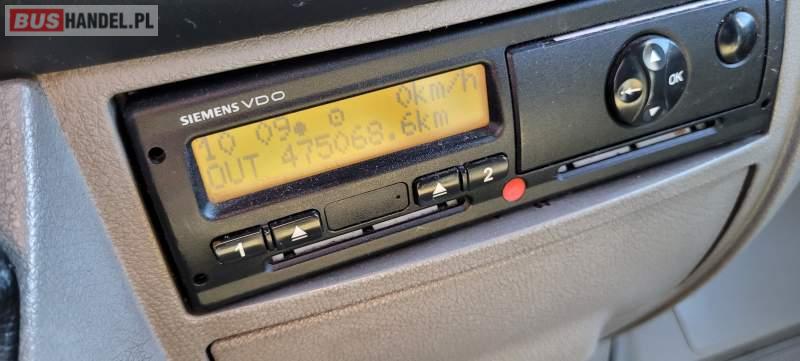 BUSHANDEL.PL
SIEMENS VDO
10 09 0km/h
OUT 475068.6km
OK
1
2